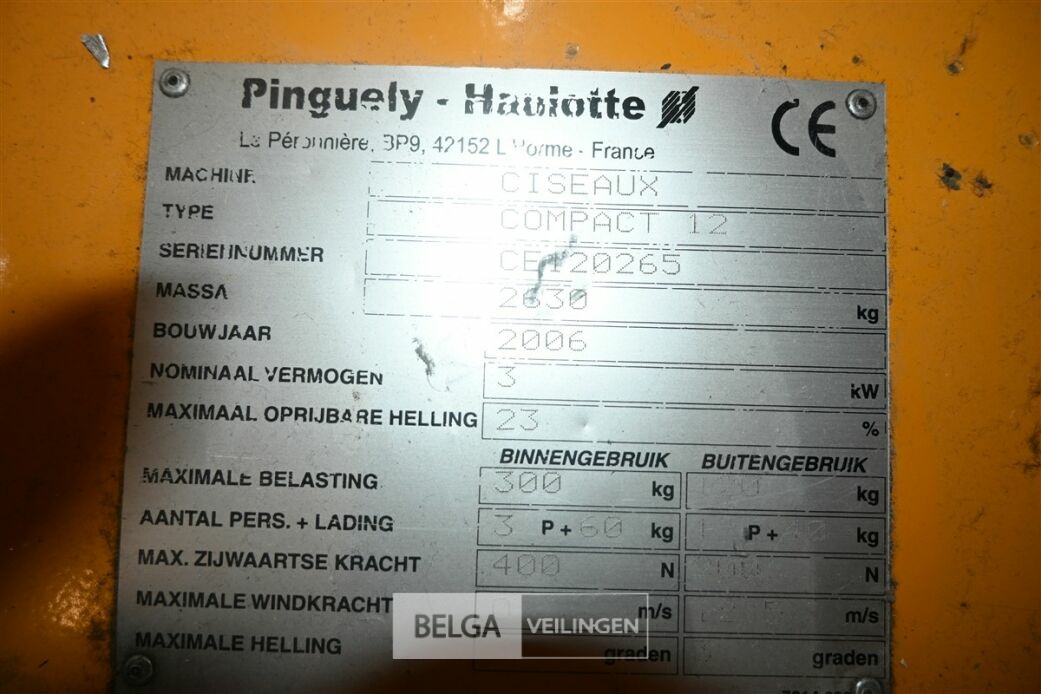 Pinguely - Haulotte CE
La Péronnière, BP9, 42152 L'Horme - France
MACHINE CISEAUX
TYPE COMPACT 12
SERIENNUMMER CE120265
MASSA 2630 kg
BOUWJAAR 2006
NOMINAAL VERMOGEN 3 kW
MAXIMAAL OPRIJBARE HELLING 23 %
BINNENGEBRUIK BUITENGEBRUIK
MAXIMALE BELASTING 300 kg kg
AANTAL PERS. + LADING 3 P + 60 kg P + kg
MAX. ZIJWAARTSE KRACHT 400 N N
MAXIMALE WINDKRACHT m/s m/s
BELGA VEILINGEN
MAXIMALE HELLING graden graden